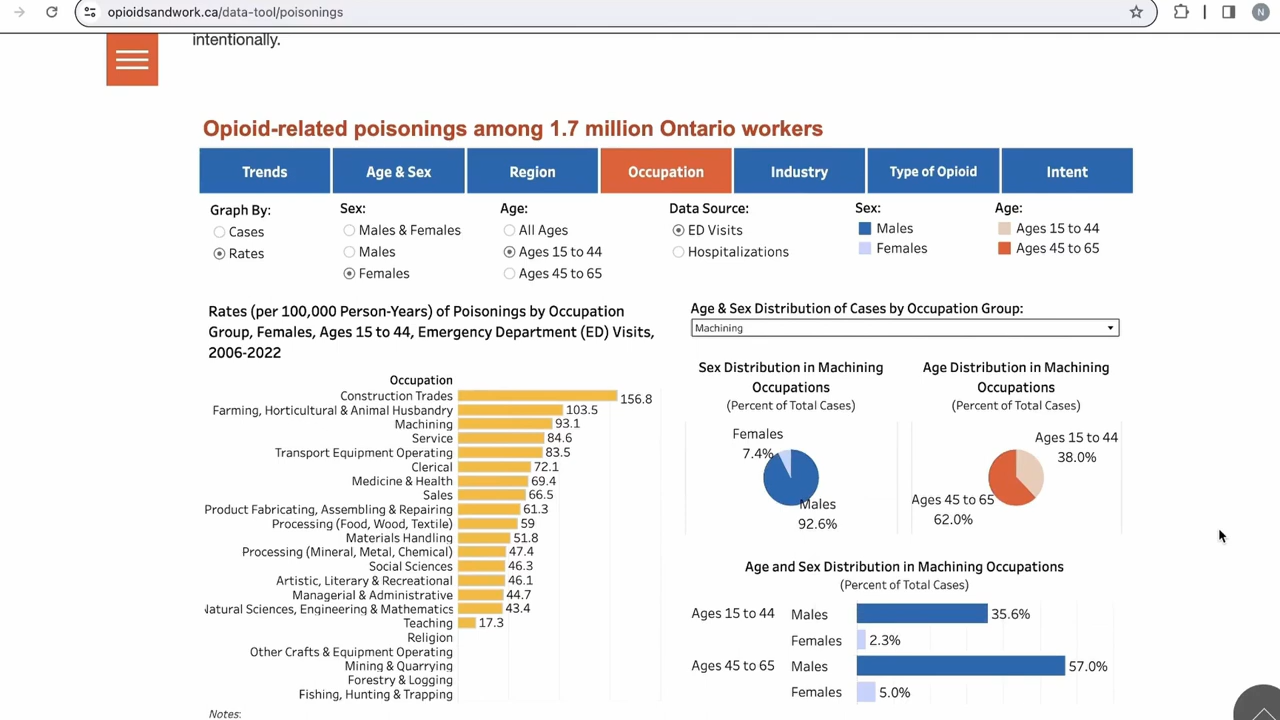 opioidsandwork.ca/data-tool/poisonings
N
intentionally.
Opioid-related poisonings among 1.7 million Ontario workers
Trends
Age & Sex
Region
Occupation
Industry
Type of Opioid
Intent
Graph By:
Cases
Rates
Sex:
Males & Females
Males
Females
Age:
All Ages
Ages 15 to 44
Ages 45 to 65
Data Source:
ED Visits
Hospitalizations
Sex:
Males
Females
Age:
Ages 15 to 44
Ages 45 to 65
Rates (per 100,000 Person-Years) of Poisonings by Occupation
Group, Females, Ages 15 to 44, Emergency Department (ED) Visits,
2006-2022
Occupation
Construction Trades 156.8
Farming, Horticultural & Animal Husbandry 103.5
Machining 93.1
Service 84.6
Transport Equipment Operating 83.5
Clerical 72.1
Medicine & Health 69.4
Sales 66.5
Product Fabricating, Assembling & Repairing 61.3
Processing (Food, Wood, Textile) 59
Materials Handling 51.8
Processing (Mineral, Metal, Chemical) 47.4
Social Sciences 46.3
Artistic, Literary & Recreational 46.1
Managerial & Administrative 44.7
Natural Sciences, Engineering & Mathematics 43.4
Teaching 17.3
Religion
Other Crafts & Equipment Operating
Mining & Quarrying
Forestry & Logging
Fishing, Hunting & Trapping
Notes:
Age & Sex Distribution of Cases by Occupation Group:
Machining
Sex Distribution in Machining
Occupations
(Percent of Total Cases)
Females
7.4%
Males
92.6%
Age Distribution in Machining
Occupations
(Percent of Total Cases)
Ages 15 to 44
38.0%
Ages 45 to 65
62.0%
Age and Sex Distribution in Machining Occupations
(Percent of Total Cases)
Ages 15 to 44 Males 35.6%
Females 2.3%
Ages 45 to 65 Males 57.0%
Females 5.0%